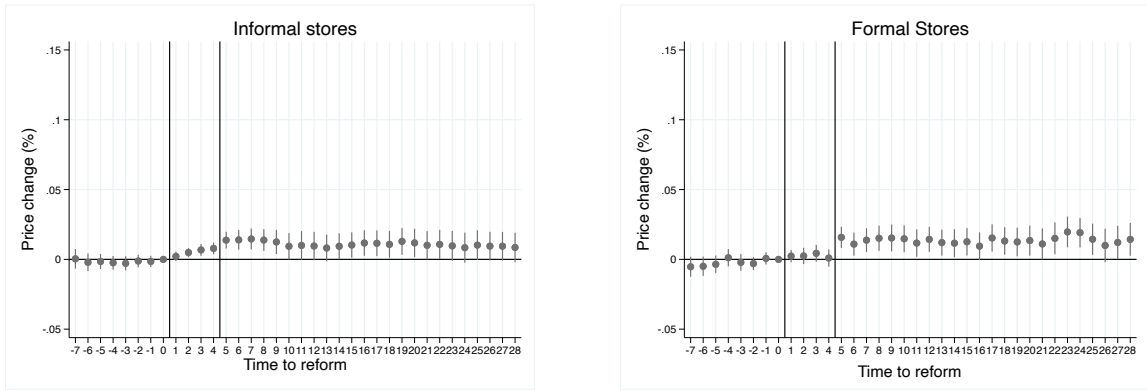 Informal stores
Price change (%)
.15
.1
.05
0
-.05
-7 -6 -5 -4 -3 -2 -1 0 1 2 3 4 5 6 7 8 9 10 11 12 13 14 15 16 17 18 19 20 21 22 23 24 25 26 27 28
Time to reform
Formal Stores
Price change (%)
.15
.1
.05
0
-.05
-7 -6 -5 -4 -3 -2 -1 0 1 2 3 4 5 6 7 8 9 10 11 12 13 14 15 16 17 18 19 20 21 22 23 24 25 26 27 28
Time to reform